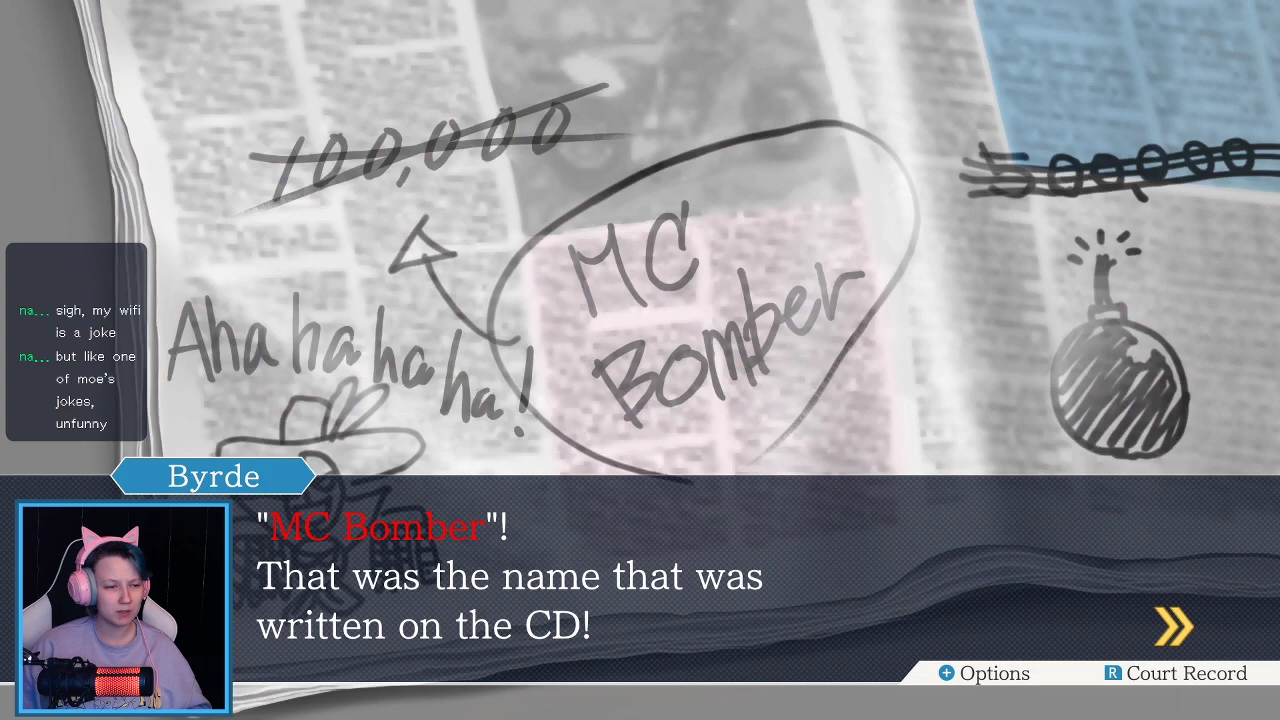 100,000
500,000
MC
Bomber
Ahahahaha!
na... sigh, my wifi
is a joke
na... but like one
of moe's
jokes,
unfunny
Byrde
"MC Bomber"!
That was the name that was
written on the CD!
+ Options
R Court Record